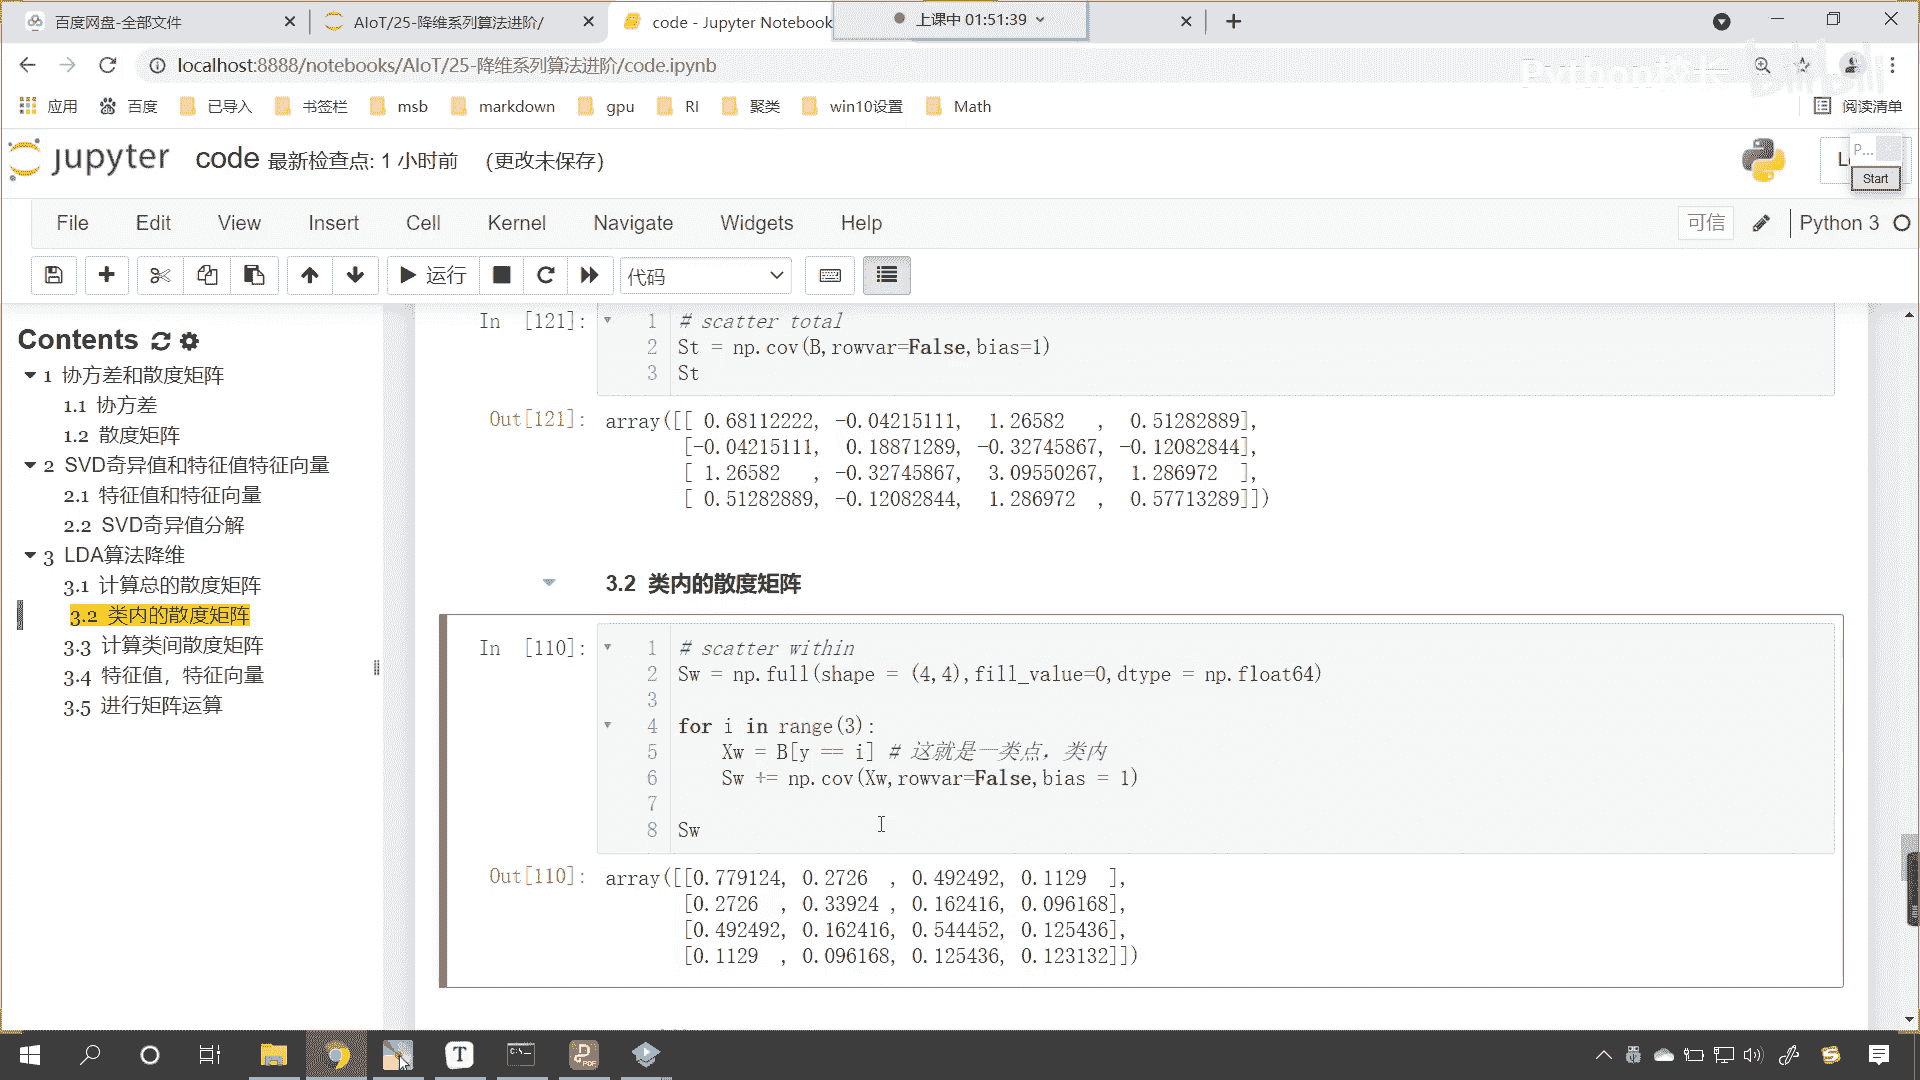 百度网盘-全部文件
AIoT/25-降维系列算法进阶/
code - Jupyter Notebook
上课中 01:51:39
localhost:8888/notebooks/AIoT/25-降维系列算法进阶/code.ipynb
应用 百度 已导入 书签栏 msb markdown gpu RI 聚类 win10设置 Math 阅读清单
jupyter code 最新检查点: 1 小时前 (更改未保存)
P...
Start
File Edit View Insert Cell Kernel Navigate Widgets Help 可信 Python 3
运行 代码
Contents
1 协方差和散度矩阵
1.1 协方差
1.2 散度矩阵
2 SVD奇异值和特征值特征向量
2.1 特征值和特征向量
2.2 SVD奇异值分解
3 LDA算法降维
3.1 计算总的散度矩阵
3.2 类内的散度矩阵
3.3 计算类间散度矩阵
3.4 特征值，特征向量
3.5 进行矩阵运算
In [121]: 1 # scatter total
2 St = np.cov(B,rowvar=False,bias=1)
3 St
Out[121]: array([[ 0.68112222, -0.04215111, 1.26582 , 0.51282889],
[-0.04215111, 0.18871289, -0.32745867, -0.12082844],
[ 1.26582 , -0.32745867, 3.09550267, 1.286972 ],
[ 0.51282889, -0.12082844, 1.286972 , 0.57713289]])
3.2 类内的散度矩阵
In [110]: 1 # scatter within
2 Sw = np.full(shape = (4,4),fill_value=0,dtype = np.float64)
3
4 for i in range(3):
5 Xw = B[y == i] # 这就是一类点，类内
6 Sw += np.cov(Xw,rowvar=False,bias = 1)
7
8 Sw
Out[110]: array([[0.779124, 0.2726 , 0.492492, 0.1129 ],
[0.2726 , 0.33924 , 0.162416, 0.096168],
[0.492492, 0.162416, 0.544452, 0.125436],
[0.1129 , 0.096168, 0.125436, 0.123132]])